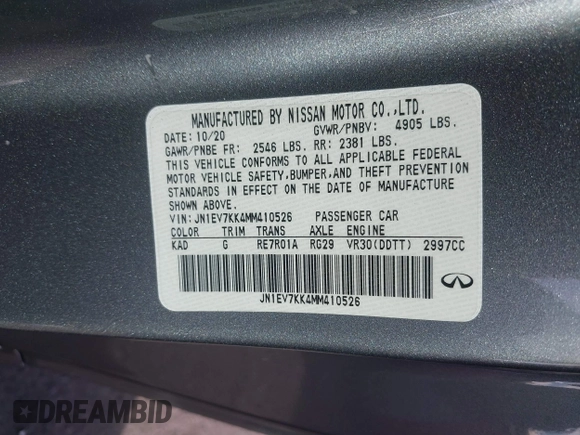 MANUFACTURED BY NISSAN MOTOR CO.,LTD.
DATE: 10/20 GVWR/PNBV: 4905 LBS.
GAWR/PNBE FR: 2546 LBS. RR: 2381 LBS.
THIS VEHICLE CONFORMS TO ALL APPLICABLE FEDERAL
MOTOR VEHICLE SAFETY,BUMPER,AND THEFT PREVENTION
STANDARDS IN EFFECT ON THE DATE OF MANUFACTURE
SHOWN ABOVE.
VIN: JN1EV7KK4MM410526 PASSENGER CAR
COLOR TRIM TRANS AXLE ENGINE
KAD G RE7R01A RG29 VR30(DDTT) 2997CC
JN1EV7KK4MM410526
INFINITI
DREAMBID